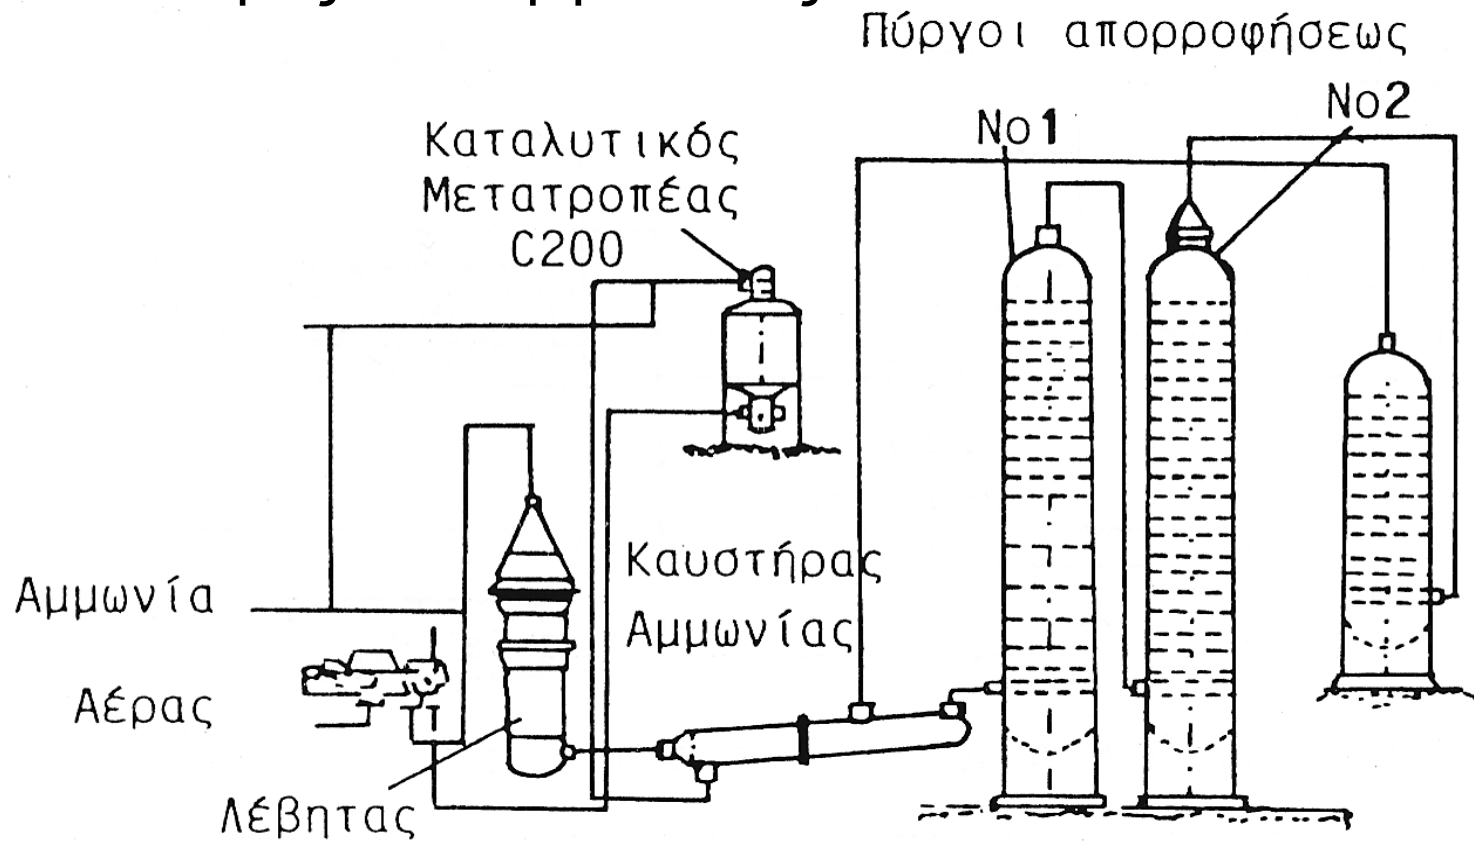 Πύργοι απορροφήσεως
Νο1
Νο2
Καταλυτικός
Μετατροπέας
C200
Καυστήρας
Αμμωνίας
Αμμωνία
Αέρας
Λέβητας